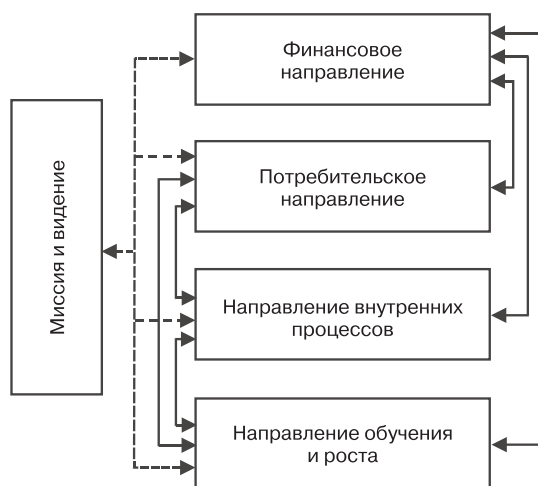 Миссия и видение
Финансовое
направление
Потребительское
направление
Направление внутренних
процессов
Направление обучения
и роста